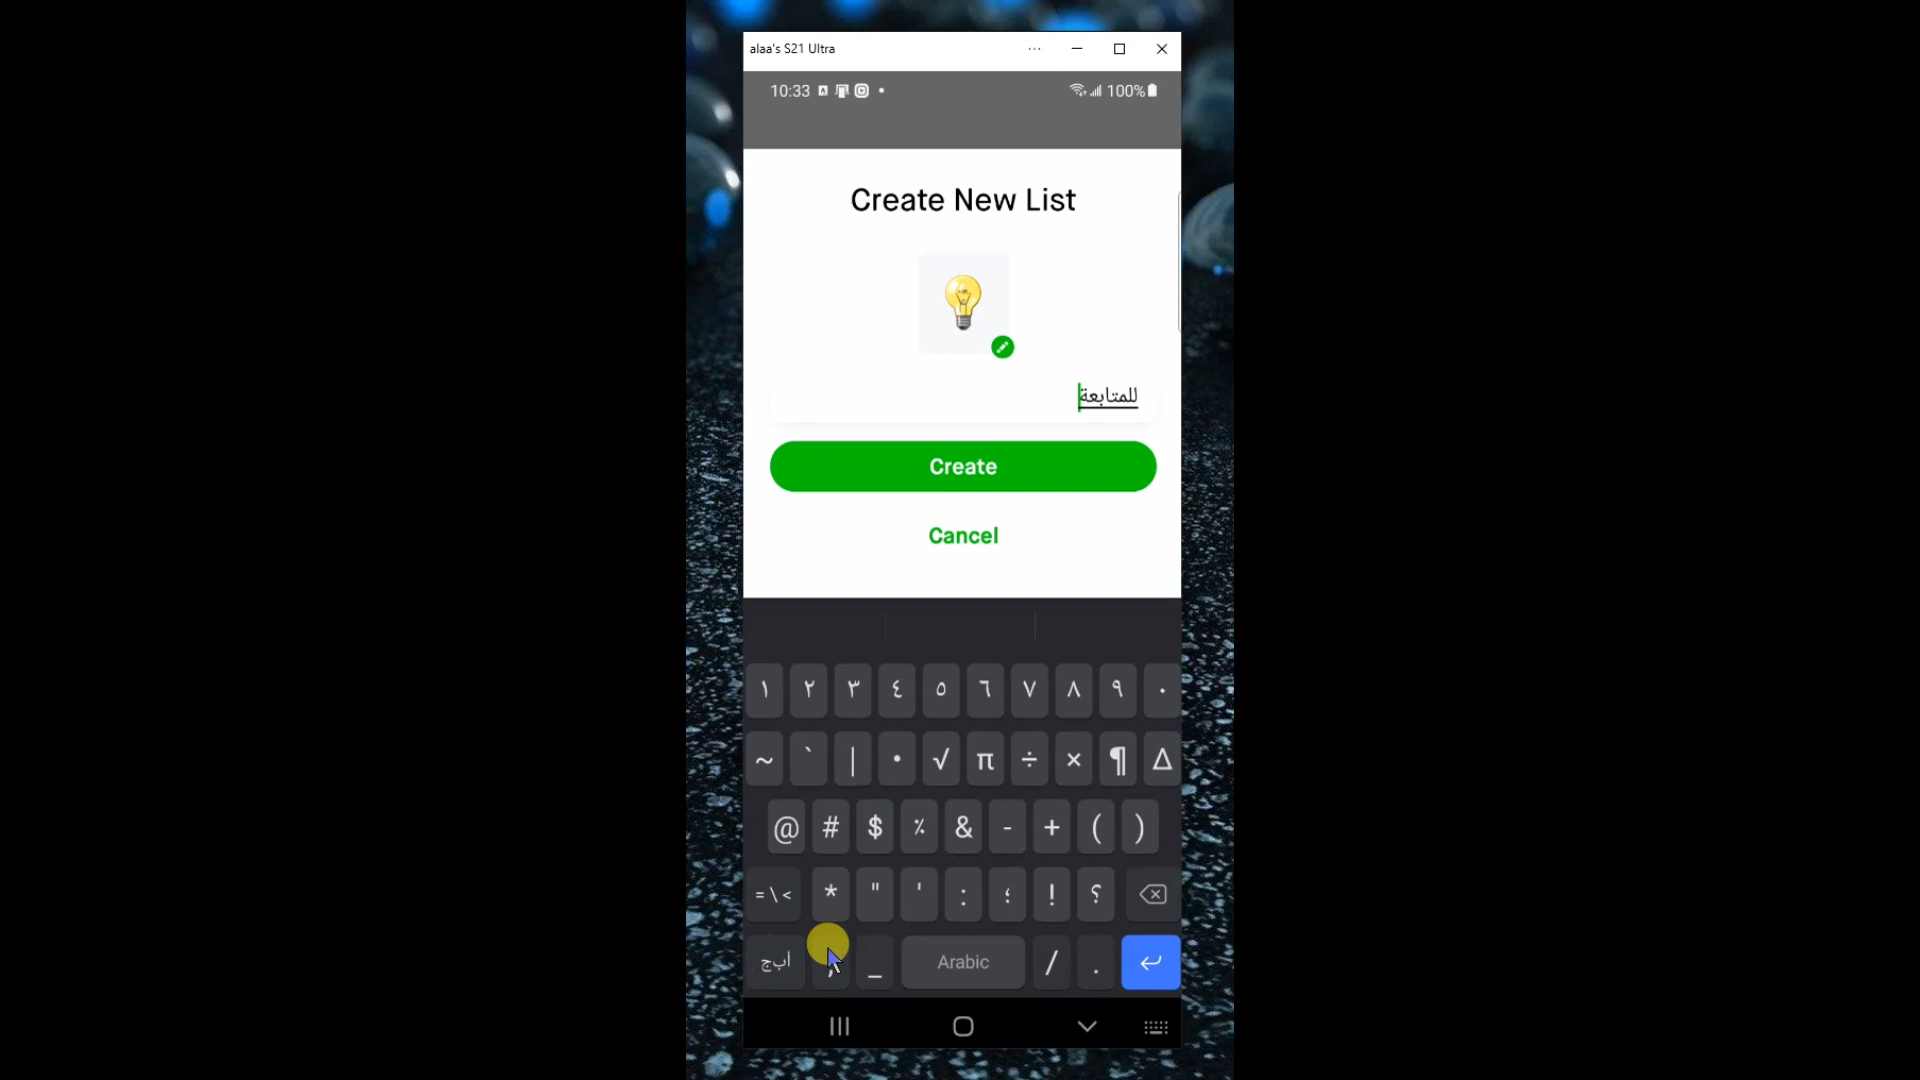 alaa's S21 Ultra
10:33 100%
Create New List
للمتابعة
Create
Cancel
١ ٢ ٣ ٤ ٥ ٦ ٧ ٨ ٩ ٠
~ ` | • √ π ÷ × ¶ Δ
@ # $ ٪ & - + ( )
= \ < * " ' : ؛ ! ؟
أب‌ج _ Arabic / .